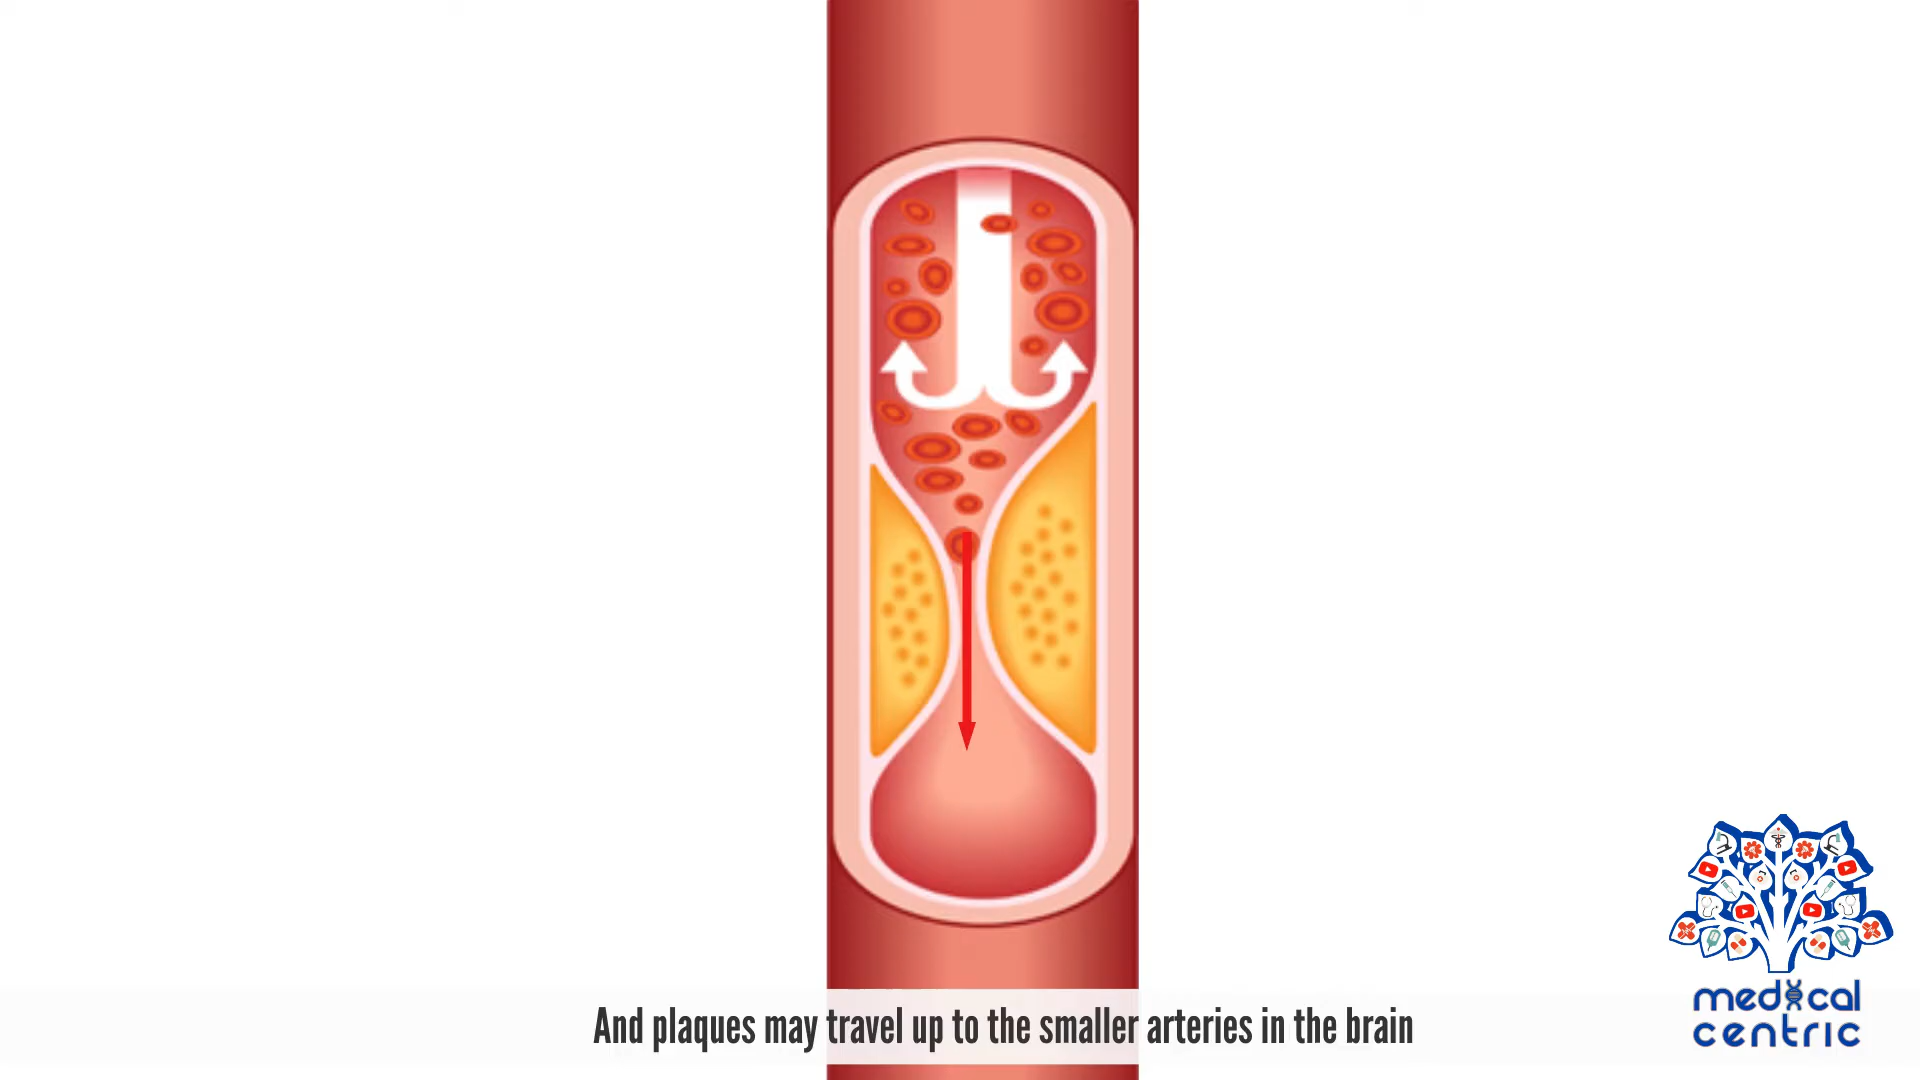 And plaques may travel up to the smaller arteries in the brain
medical
centric